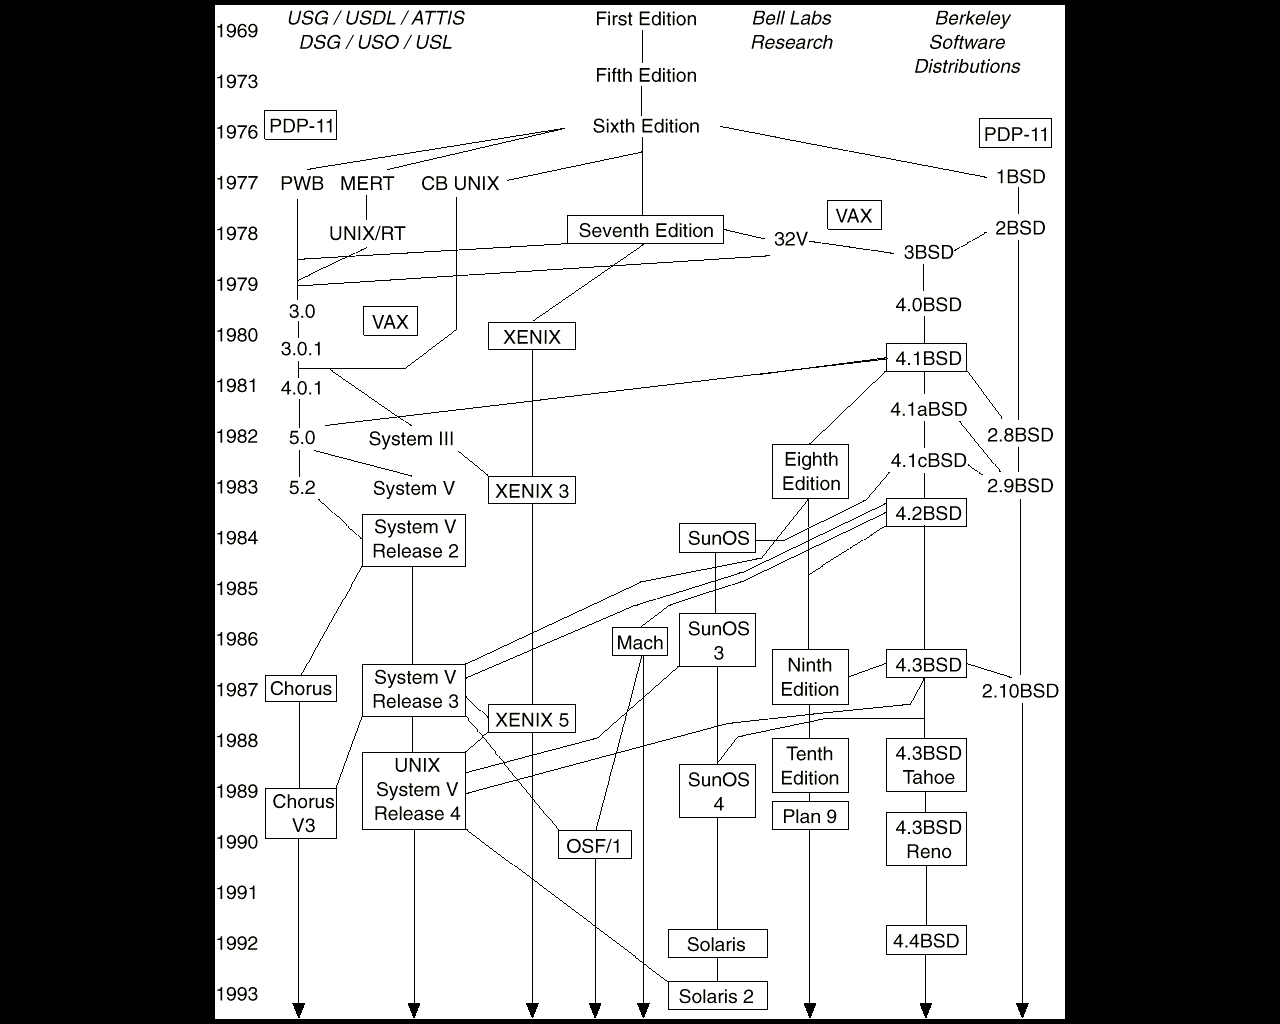 USG / USDL / ATTIS
DSG / USO / USL
First Edition
Bell Labs
Research
Berkeley
Software
Distributions
1969
Fifth Edition
1973
PDP-11
Sixth Edition
PDP-11
1976
1977
PWB
MERT
CB UNIX
1BSD
VAX
1978
UNIX/RT
Seventh Edition
32V
2BSD
3BSD
1979
3.0
VAX
4.0BSD
1980
3.0.1
XENIX
4.1BSD
1981
4.0.1
4.1aBSD
1982
5.0
System III
2.8BSD
Eighth
Edition
4.1cBSD
1983
5.2
System V
XENIX 3
2.9BSD
4.2BSD
1984
System V
Release 2
SunOS
1985
1986
Mach
SunOS
3
1987
Chorus
System V
Release 3
Ninth
Edition
4.3BSD
2.10BSD
XENIX 5
1988
UNIX
System V
Release 4
Tenth
Edition
4.3BSD
Tahoe
1989
Chorus
V3
SunOS
4
Plan 9
1990
OSF/1
4.3BSD
Reno
1991
1992
Solaris
4.4BSD
1993
Solaris 2